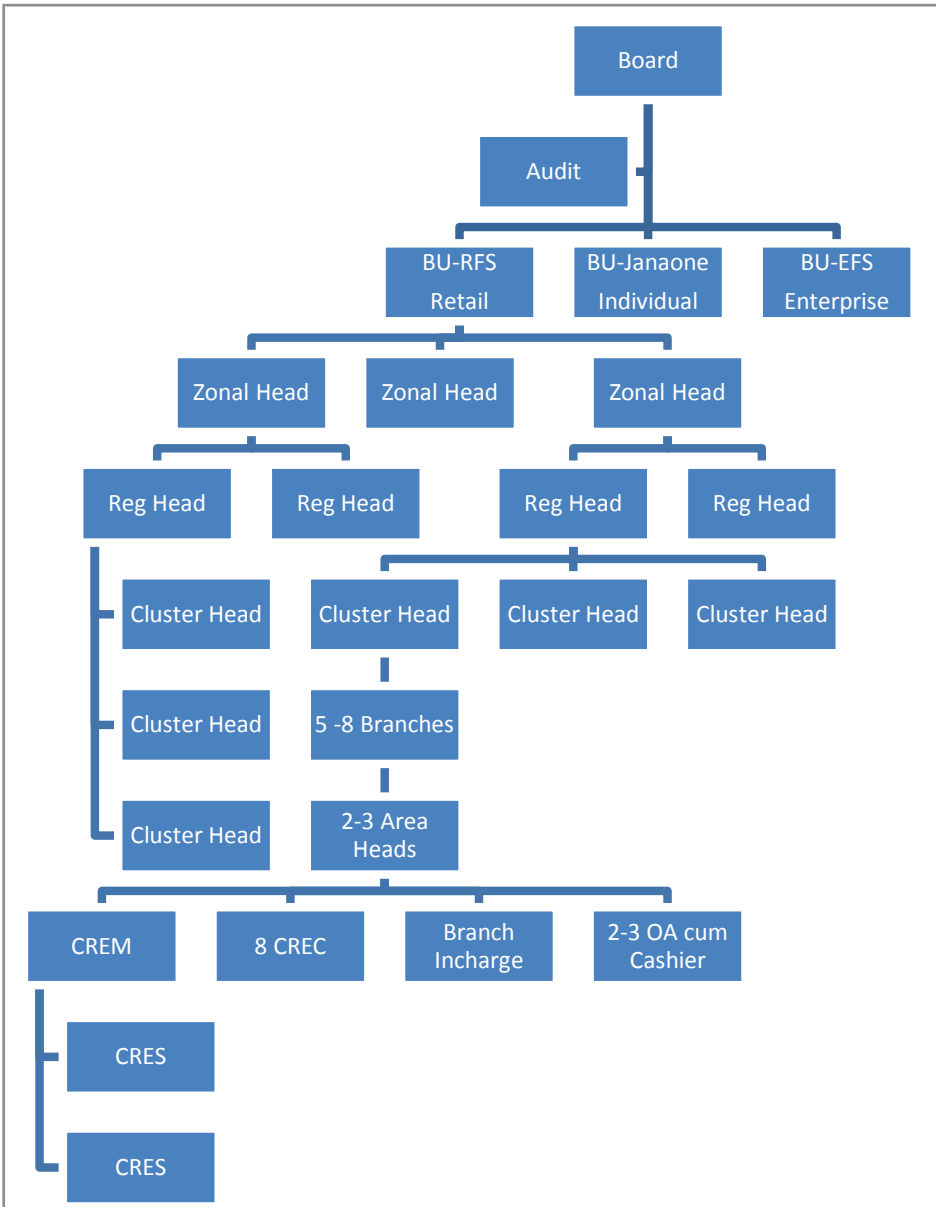 Board
Audit
BU-RFS
Retail
BU-Janaone
Individual
BU-EFS
Enterprise
Zonal Head
Zonal Head
Zonal Head
Reg Head
Reg Head
Reg Head
Reg Head
Cluster Head
Cluster Head
Cluster Head
Cluster Head
Cluster Head
5 -8 Branches
Cluster Head
2-3 Area
Heads
CREM
8 CREC
Branch
Incharge
2-3 OA cum
Cashier
CRES
CRES